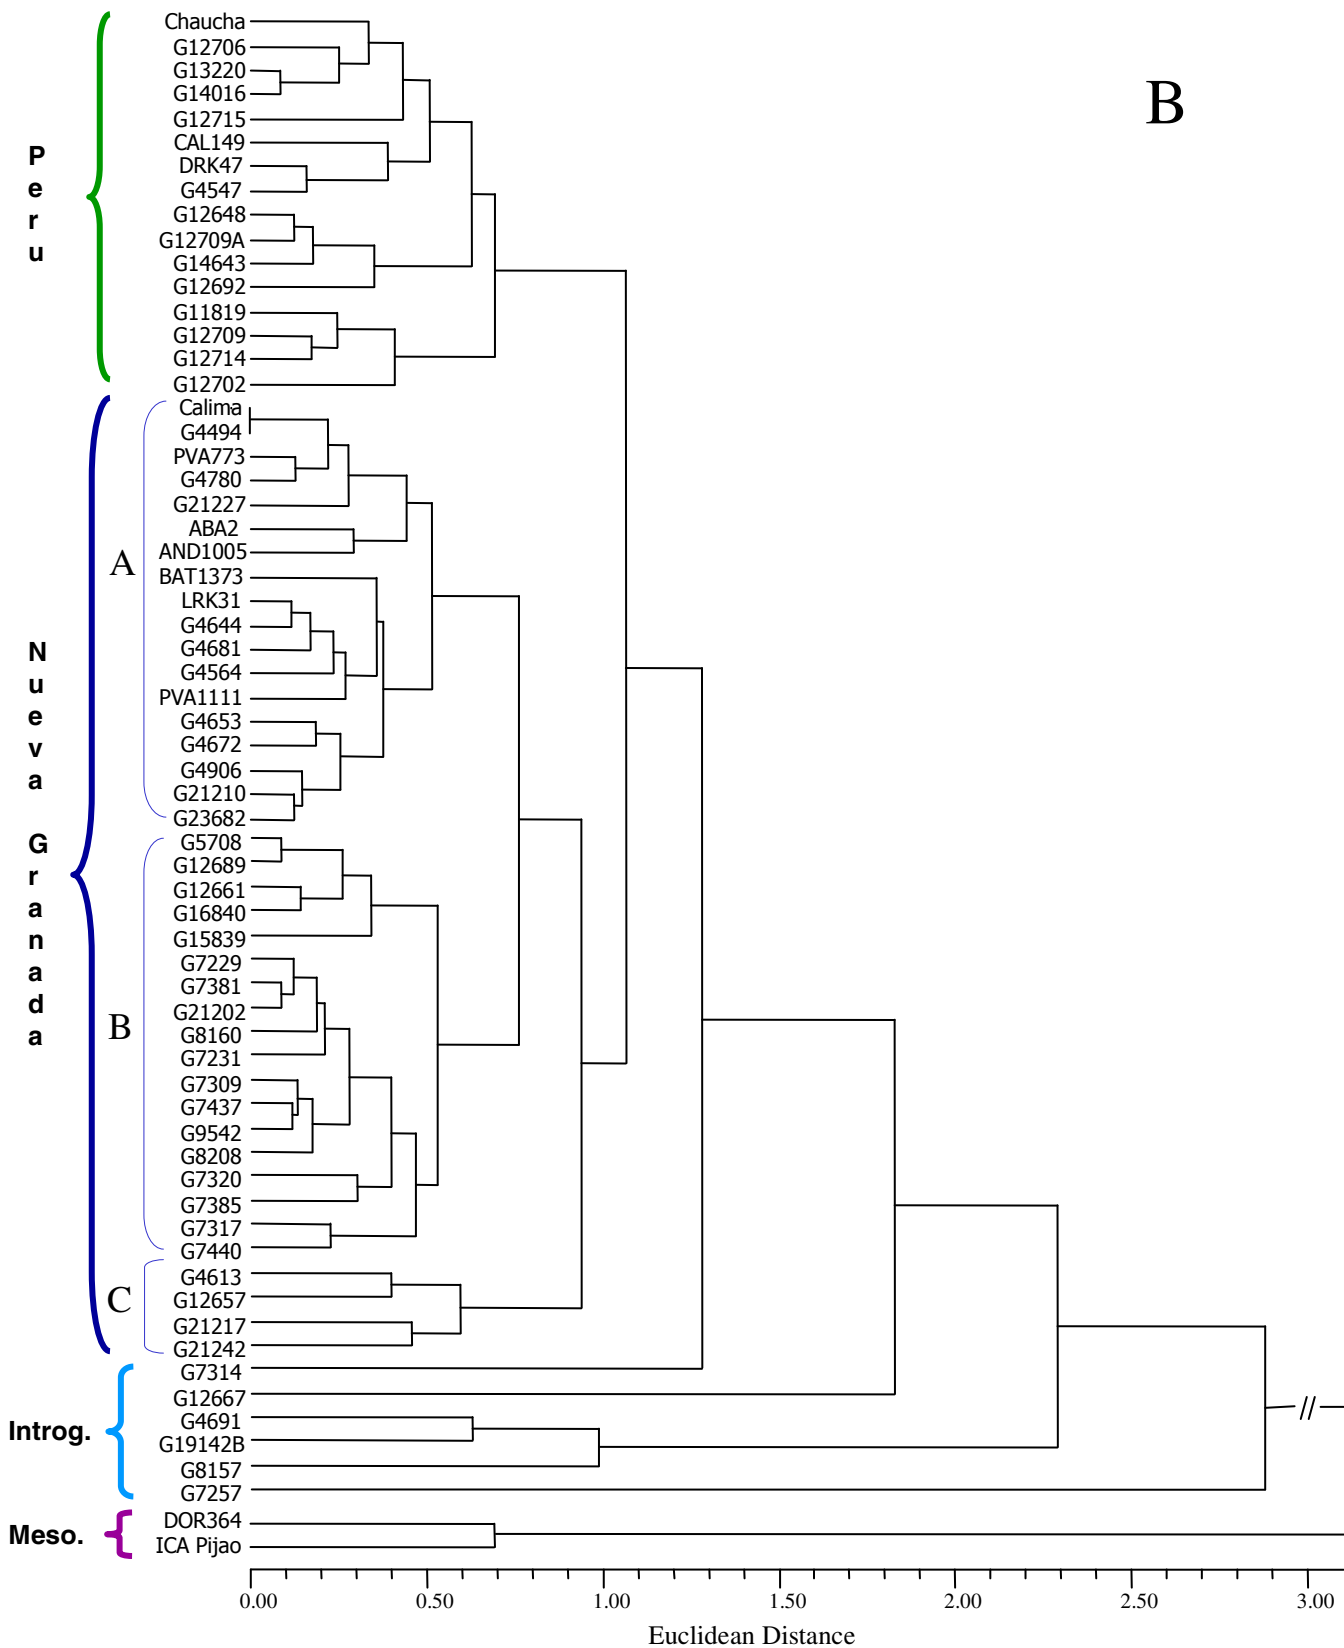 B
Peru
Chaucha
G12706
G13220
G14016
G12715
CAL149
DRK47
G4547
G12648
G12709A
G14643
G12692
G11819
G12709
G12714
G12702
Nueva Granada
A
Calima
G4494
PVA773
G4780
G21227
ABA2
AND1005
BAT1373
LRK31
G4644
G4681
G4564
PVA1111
G4653
G4672
G4906
G21210
G23682
B
G5708
G12689
G12661
G16840
G15839
G7229
G7381
G21202
G8160
G7231
G7309
G7437
G9542
G8208
G7320
G7385
G7317
G7440
C
G4613
G12657
G21217
G21242
Introg.
G7314
G12667
G4691
G19142B
G8157
G7257
Meso.
DOR364
ICA Pijao
//
0.00 0.50 1.00 1.50 2.00 2.50 3.00
Euclidean Distance